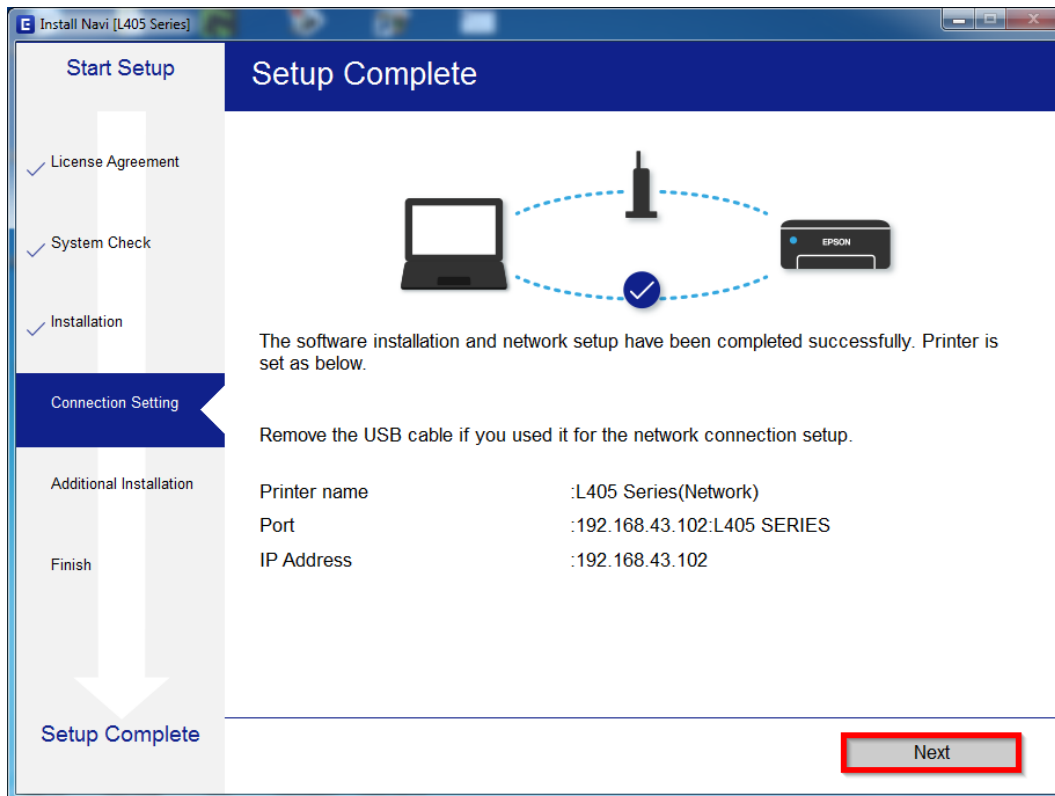 Install Navi [L405 Series]
Start Setup
License Agreement
System Check
Installation
Connection Setting
Additional Installation
Finish
Setup Complete
Setup Complete
EPSON
The software installation and network setup have been completed successfully. Printer is
set as below.
Remove the USB cable if you used it for the network connection setup.
Printer name :L405 Series(Network)
Port :192.168.43.102:L405 SERIES
IP Address :192.168.43.102
Next